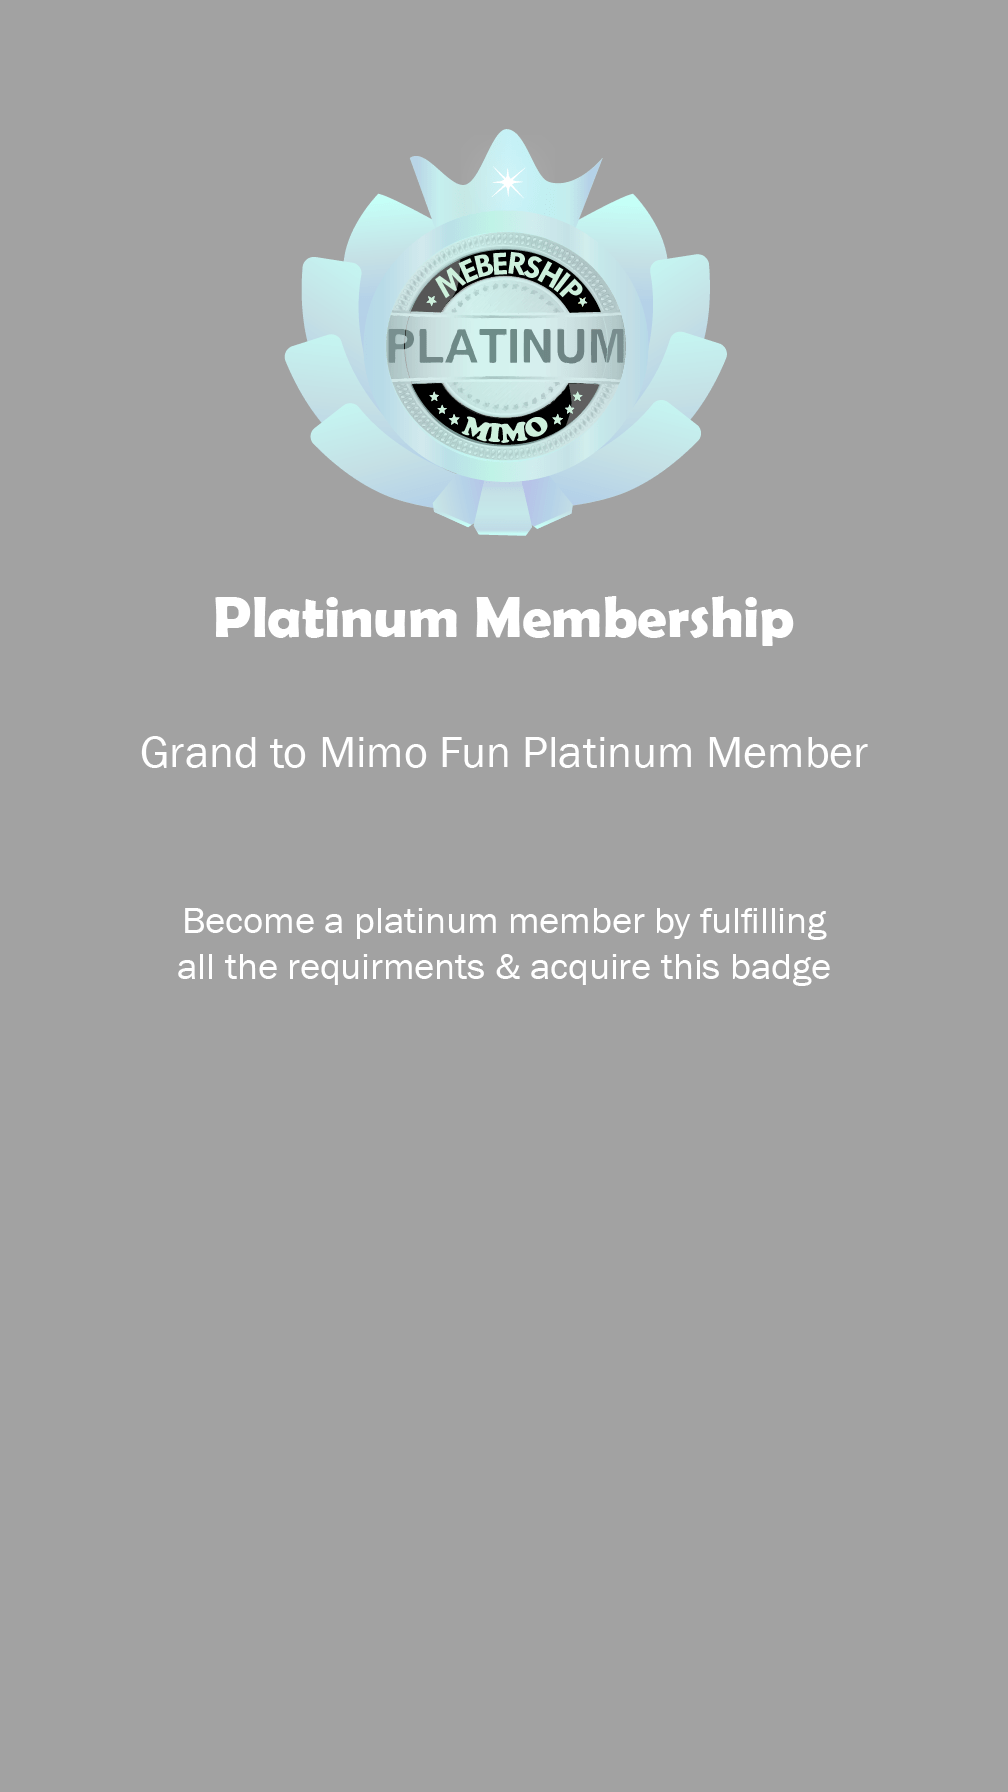 MEBERSHIP
PLATINUM
MIMO
Platinum Membership
Grand to Mimo Fun Platinum Member
Become a platinum member by fulfilling
all the requirments & acquire this badge